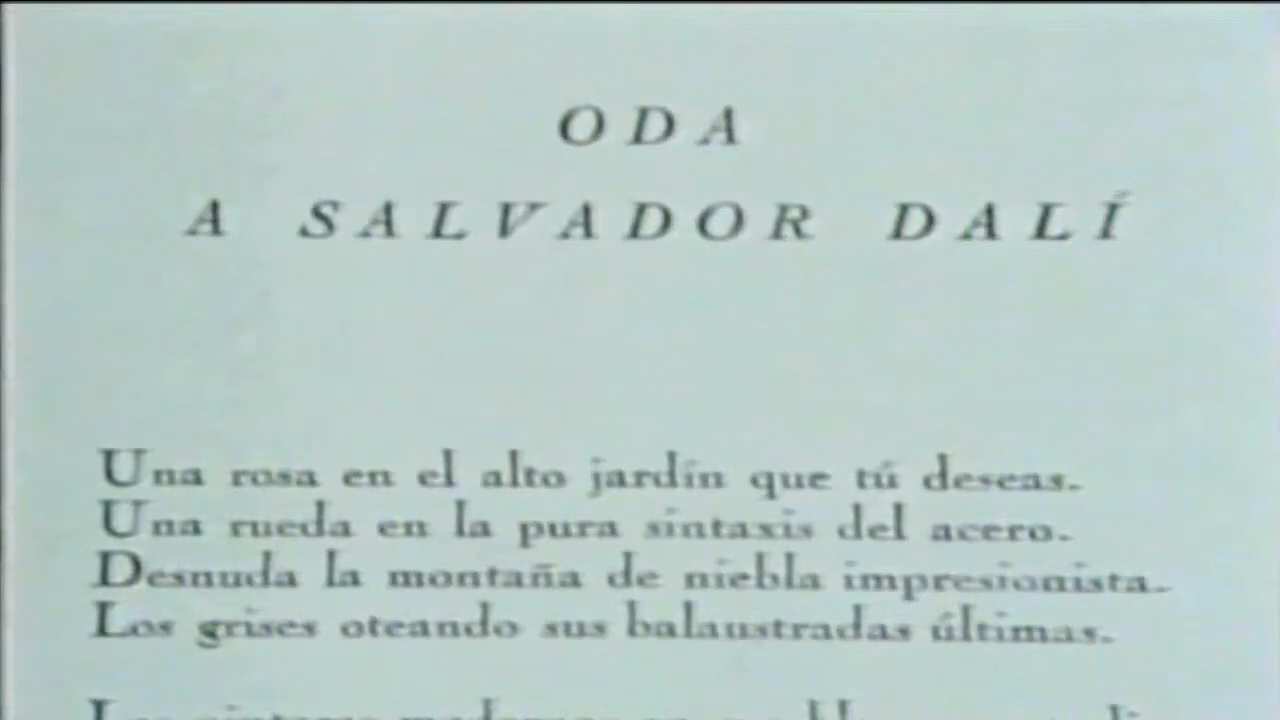 ODA
A SALVADOR DALÍ
Una rosa en el alto jardín que tú deseas.
Una rueda en la pura sintaxis del acero.
Desnuda la montaña de niebla impresionista.
Los grises oteando sus balaustradas últimas.